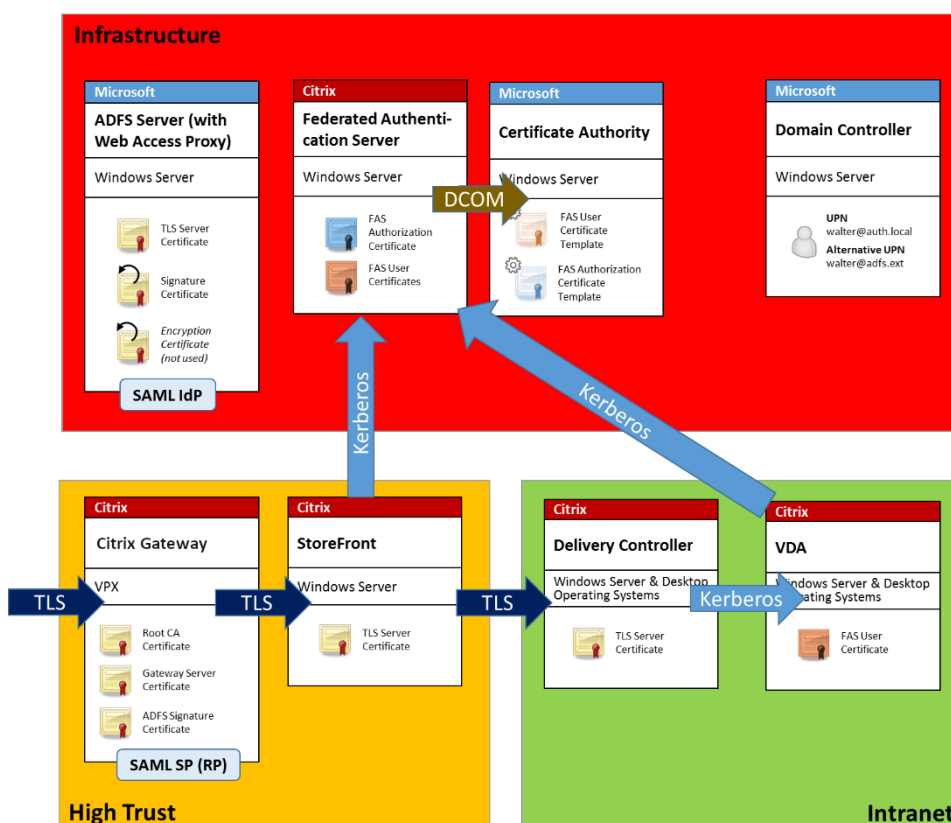 Infrastructure
Microsoft
ADFS Server (with
Web Access Proxy)
Windows Server
TLS Server
Certificate
Signature
Certificate
Encryption
Certificate
(not used)
SAML IdP
Citrix
Federated Authenti-
cation Server
Windows Server
FAS
Authorization
Certificate
FAS User
Certificates
DCOM
Microsoft
Certificate Authority
Windows Server
FAS User
Certificate
Template
FAS Authorization
Certificate
Template
Microsoft
Domain Controller
Windows Server
UPN
walter@auth.local
Alternative UPN
walter@adfs.ext
Kerberos
Kerberos
Citrix
Citrix Gateway
VPX
TLS
Root CA
Certificate
Gateway Server
Certificate
ADFS Signature
Certificate
SAML SP (RP)
TLS
Citrix
StoreFront
Windows Server
TLS Server
Certificate
High Trust
TLS
Citrix
Delivery Controller
Windows Server & Desktop
Operating Systems
TLS Server
Certificate
Kerberos
Citrix
VDA
Windows Server & Desktop
rating Systems
FAS User
Certificate
Intranet